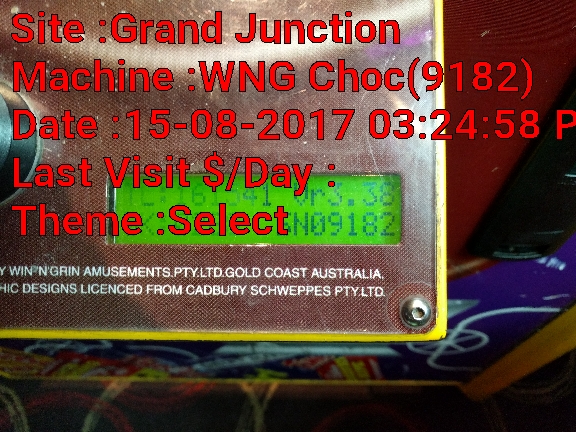 Site :Grand Junction
Machine :WNG Choc(9182)
Date :15-08-2017 03:24:58 P
Last Visit $/Day :
Theme :Select
Vr3.38
SN09182
Y WIN'N'GRIN AMUSEMENTS.PTY.LTD.GOLD COAST AUSTRALIA.
HIC DESIGNS LICENCED FROM CADBURY SCHWEPPES PTY.LTD.